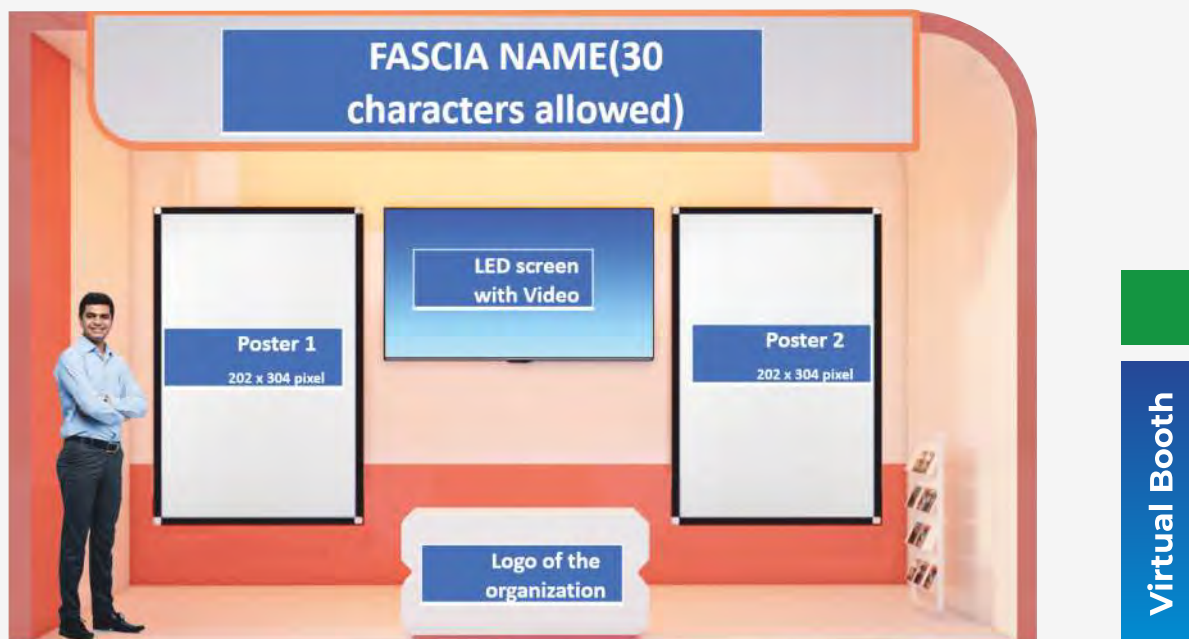 FASCIA NAME(30
characters allowed)
LED screen
with Video
Poster 1
202 x 304 pixel
Poster 2
202 x 304 pixel
Logo of the
organization
Virtual Booth